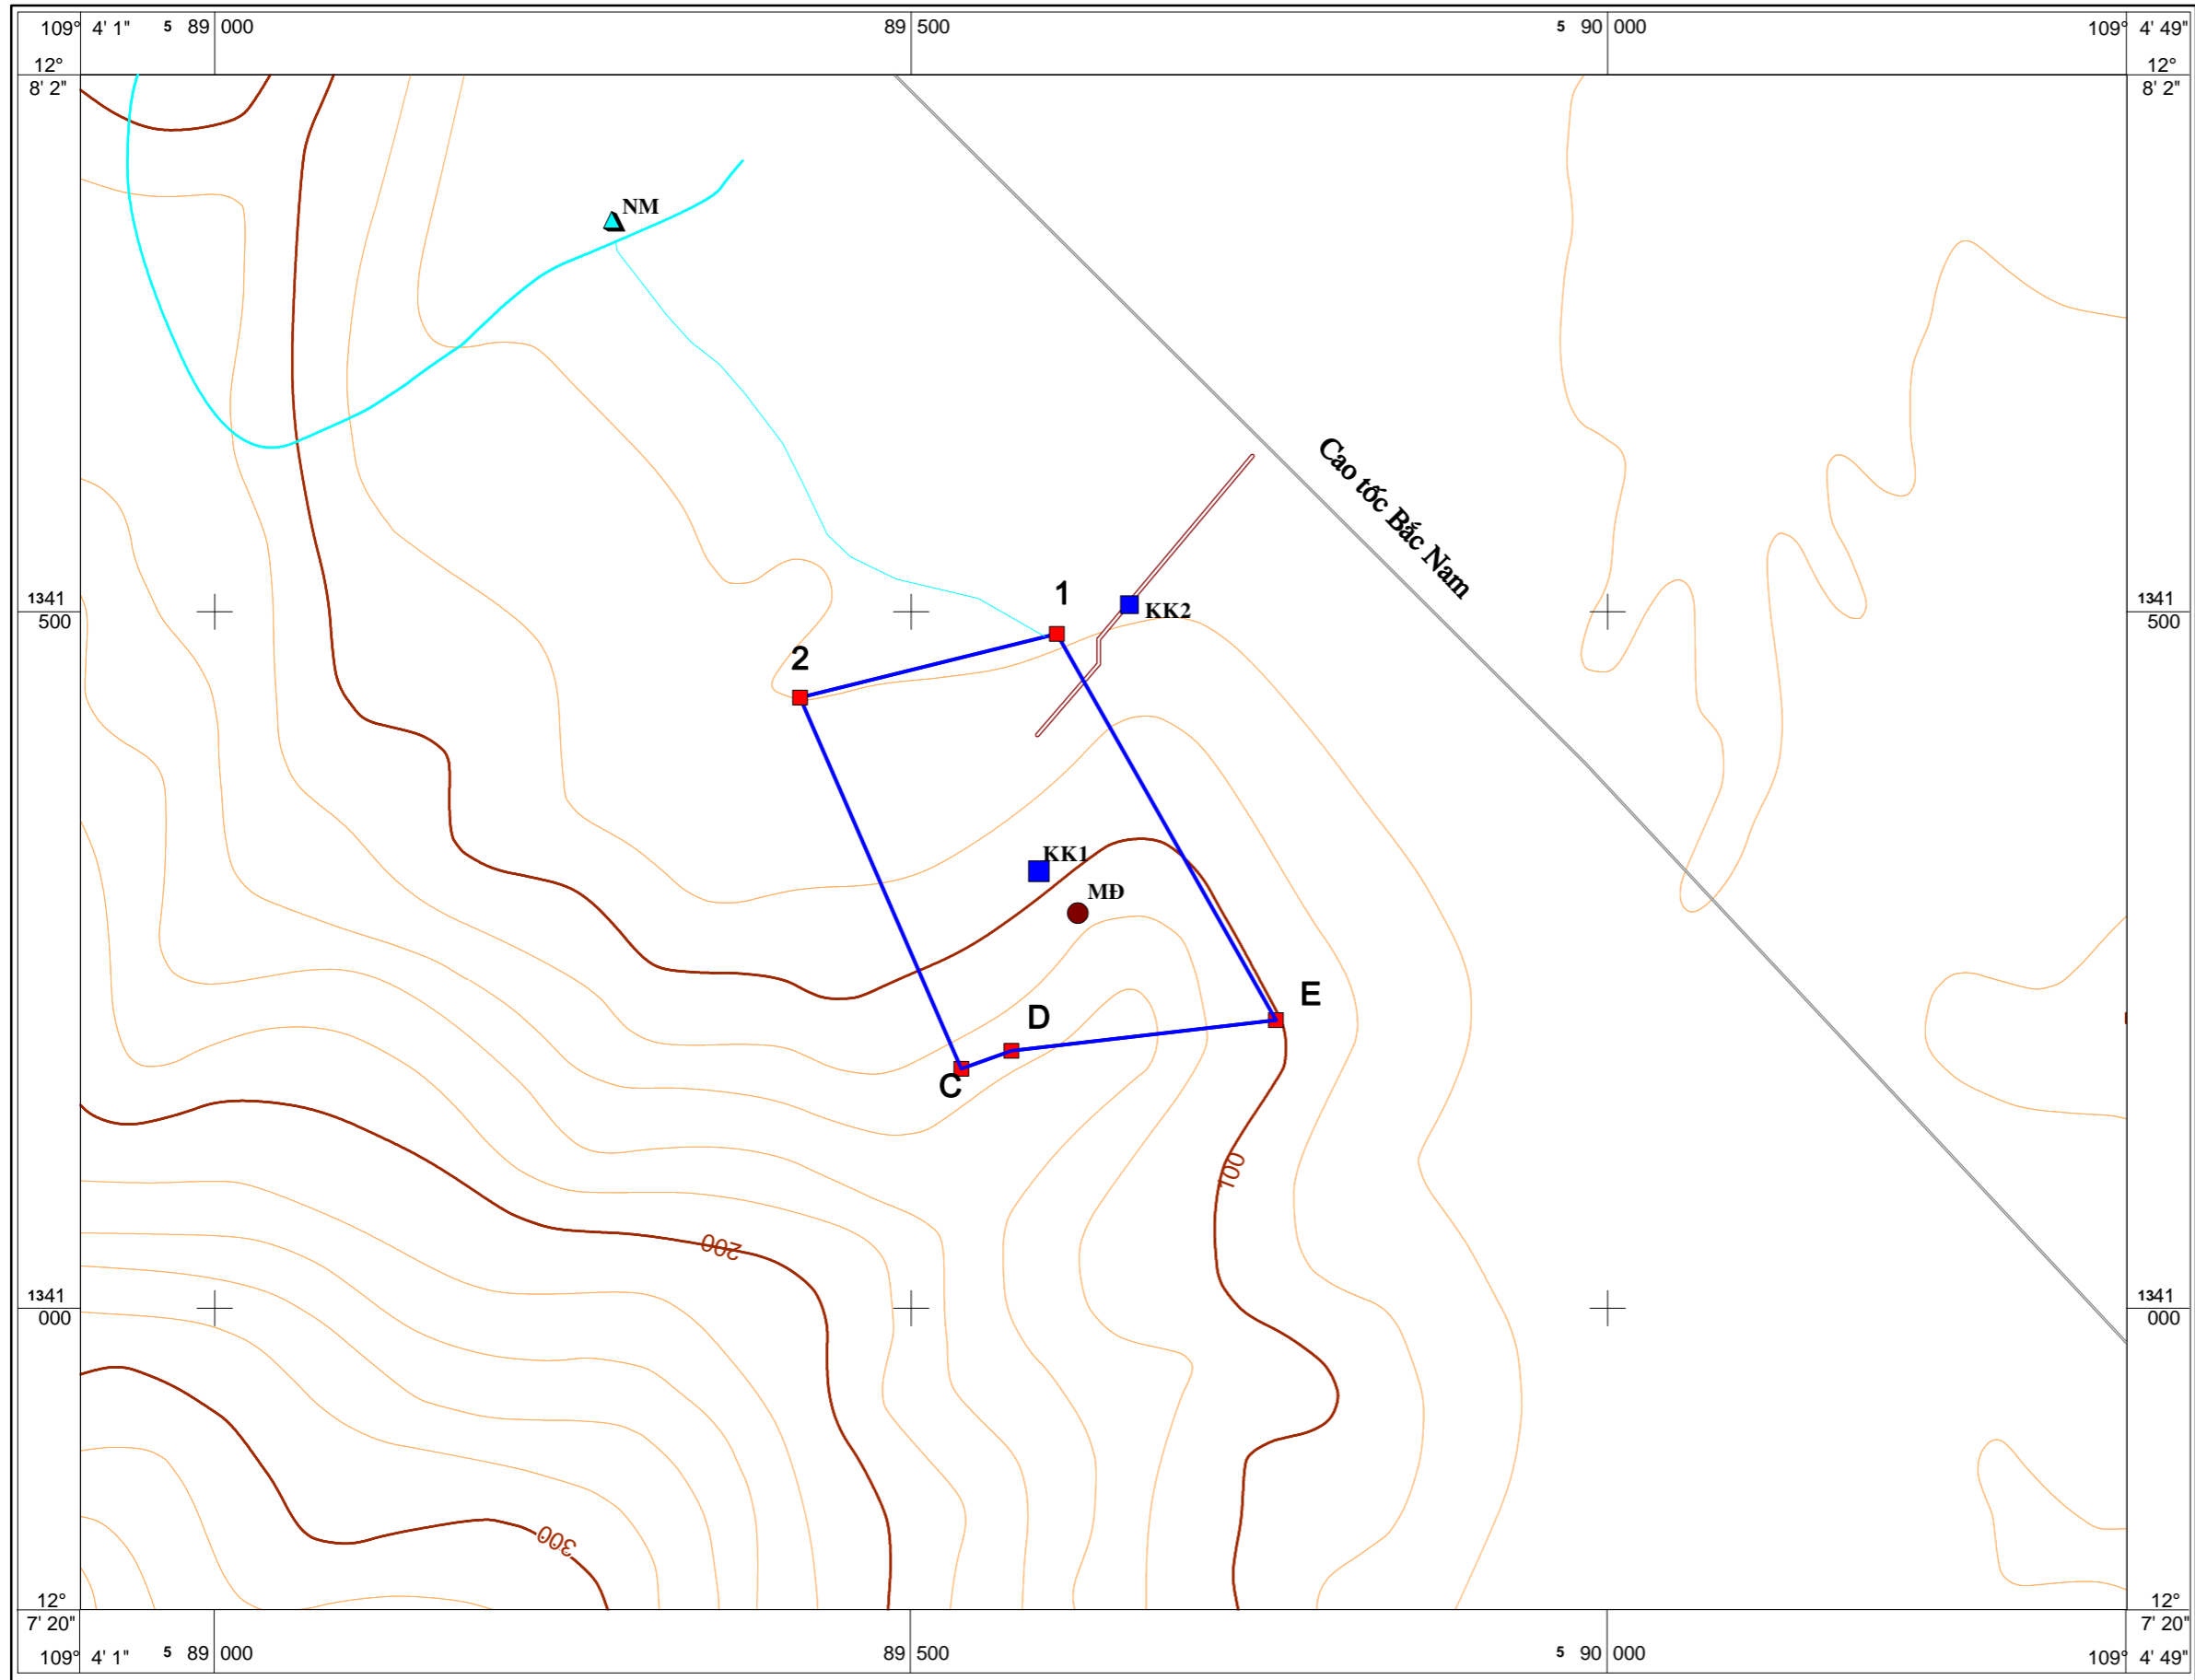 109° 4' 1" 5 89 000 89 500 5 90 000 109° 4' 49"
12° 12°
8' 2" 8' 2"
NM
Cao tốc Bắc Nam
1
1341 KK2 1341
500 500
2
KK1
MĐ
E
D
C
100
200
1341 1341
000 000
300
12° 12°
7' 20" 7' 20"
109° 4' 1" 5 89 000 89 500 5 90 000 109° 4' 49"